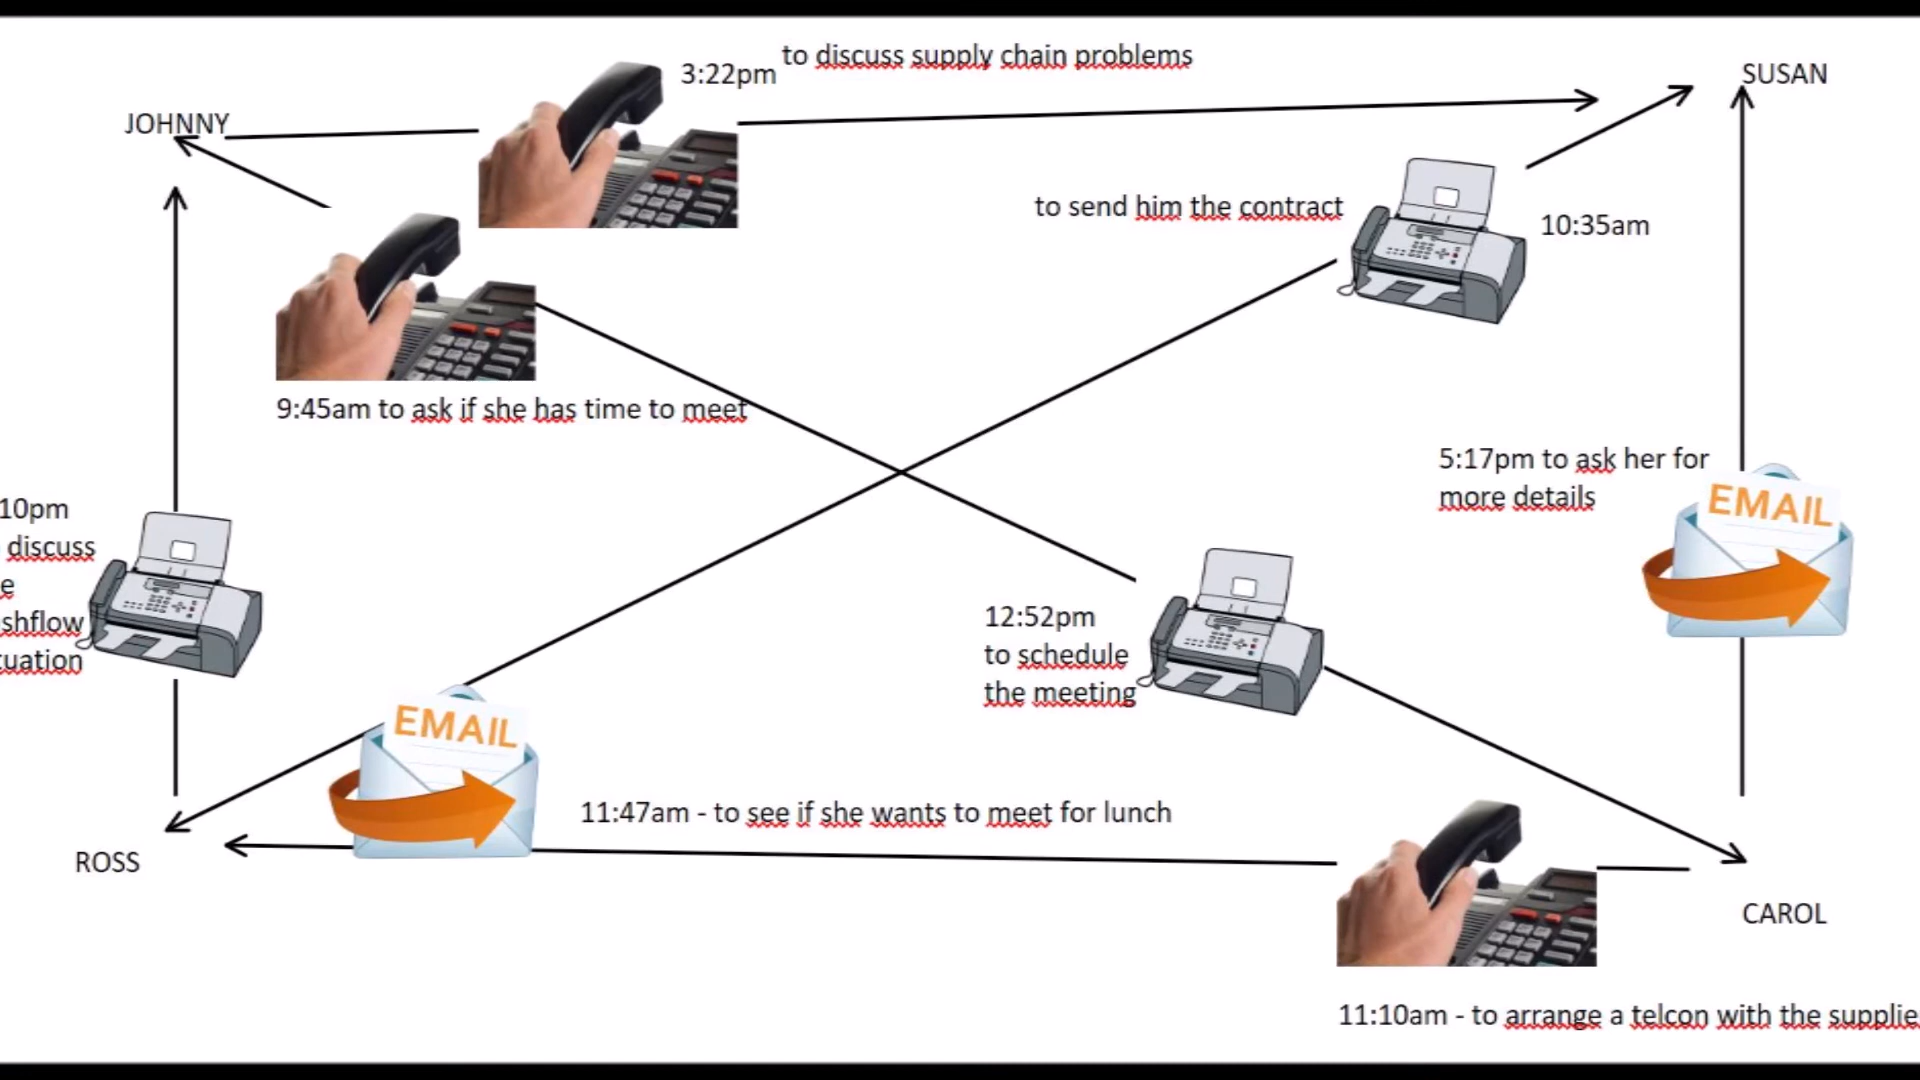 to discuss supply chain problems
3:22pm
SUSAN
JOHNNY
to send him the contract
10:35am
9:45am to ask if she has time to meet
5:17pm to ask her for
more details
EMAIL
10pm
discuss
e
shflow
tuation
12:52pm
to schedule
the meeting
EMAIL
11:47am - to see if she wants to meet for lunch
ROSS
CAROL
11:10am - to arrange a telcon with the supplie